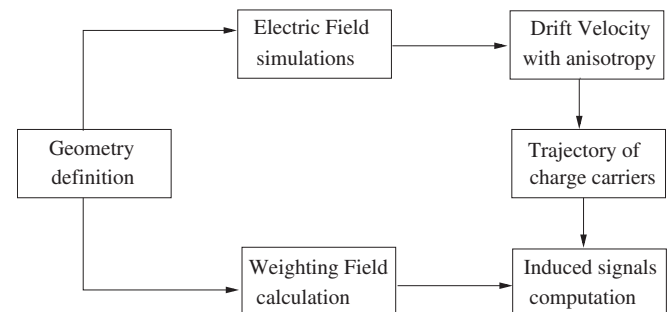 Electric Field
simulations
Drift Velocity
with anisotropy
Geometry
definition
Trajectory of
charge carriers
Weighting Field
calculation
Induced signals
computation